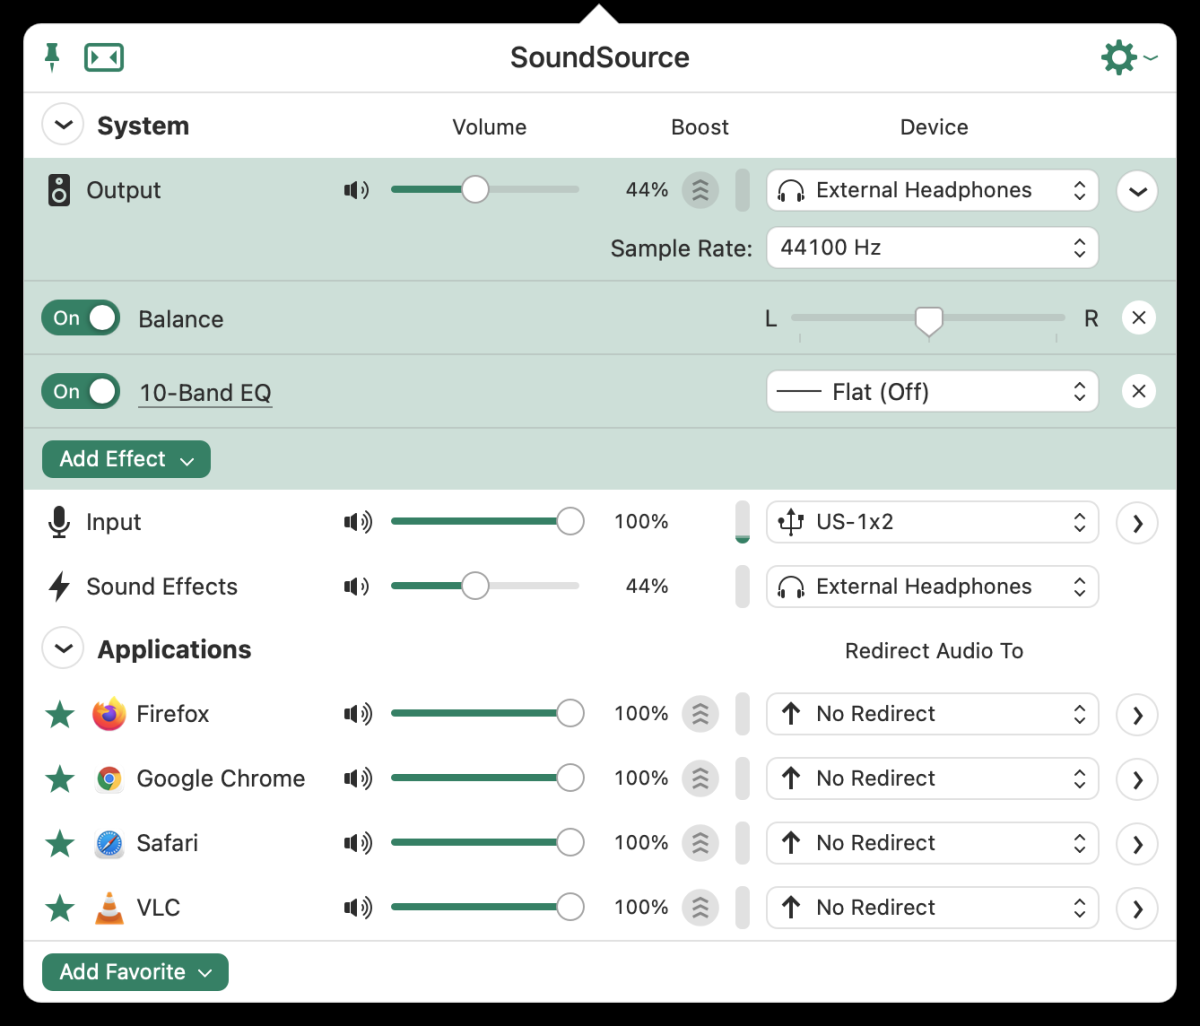 SoundSource
System Volume Boost Device
Output 44% External Headphones
Sample Rate: 44100 Hz
On Balance L R
On 10-Band EQ Flat (Off)
Add Effect
Input 100% US-1x2
Sound Effects 44% External Headphones
Applications Redirect Audio To
Firefox 100% No Redirect
Google Chrome 100% No Redirect
Safari 100% No Redirect
VLC 100% No Redirect
Add Favorite